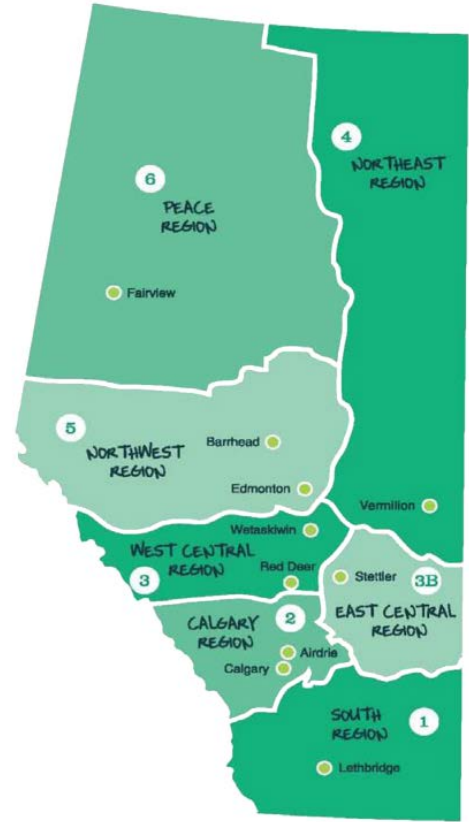 4
NORTHEAST
REGION
6
PEACE
REGION
Fairview
5
NORTHWEST
REGION
Barrhead
Edmonton
Vermilion
Wetaskiwin
WEST CENTRAL
REGION
3
Red Deer
Stettler
3B
EAST CENTRAL
REGION
2
CALGARY
REGION
Airdrie
Calgary
SOUTH
REGION
1
Lethbridge